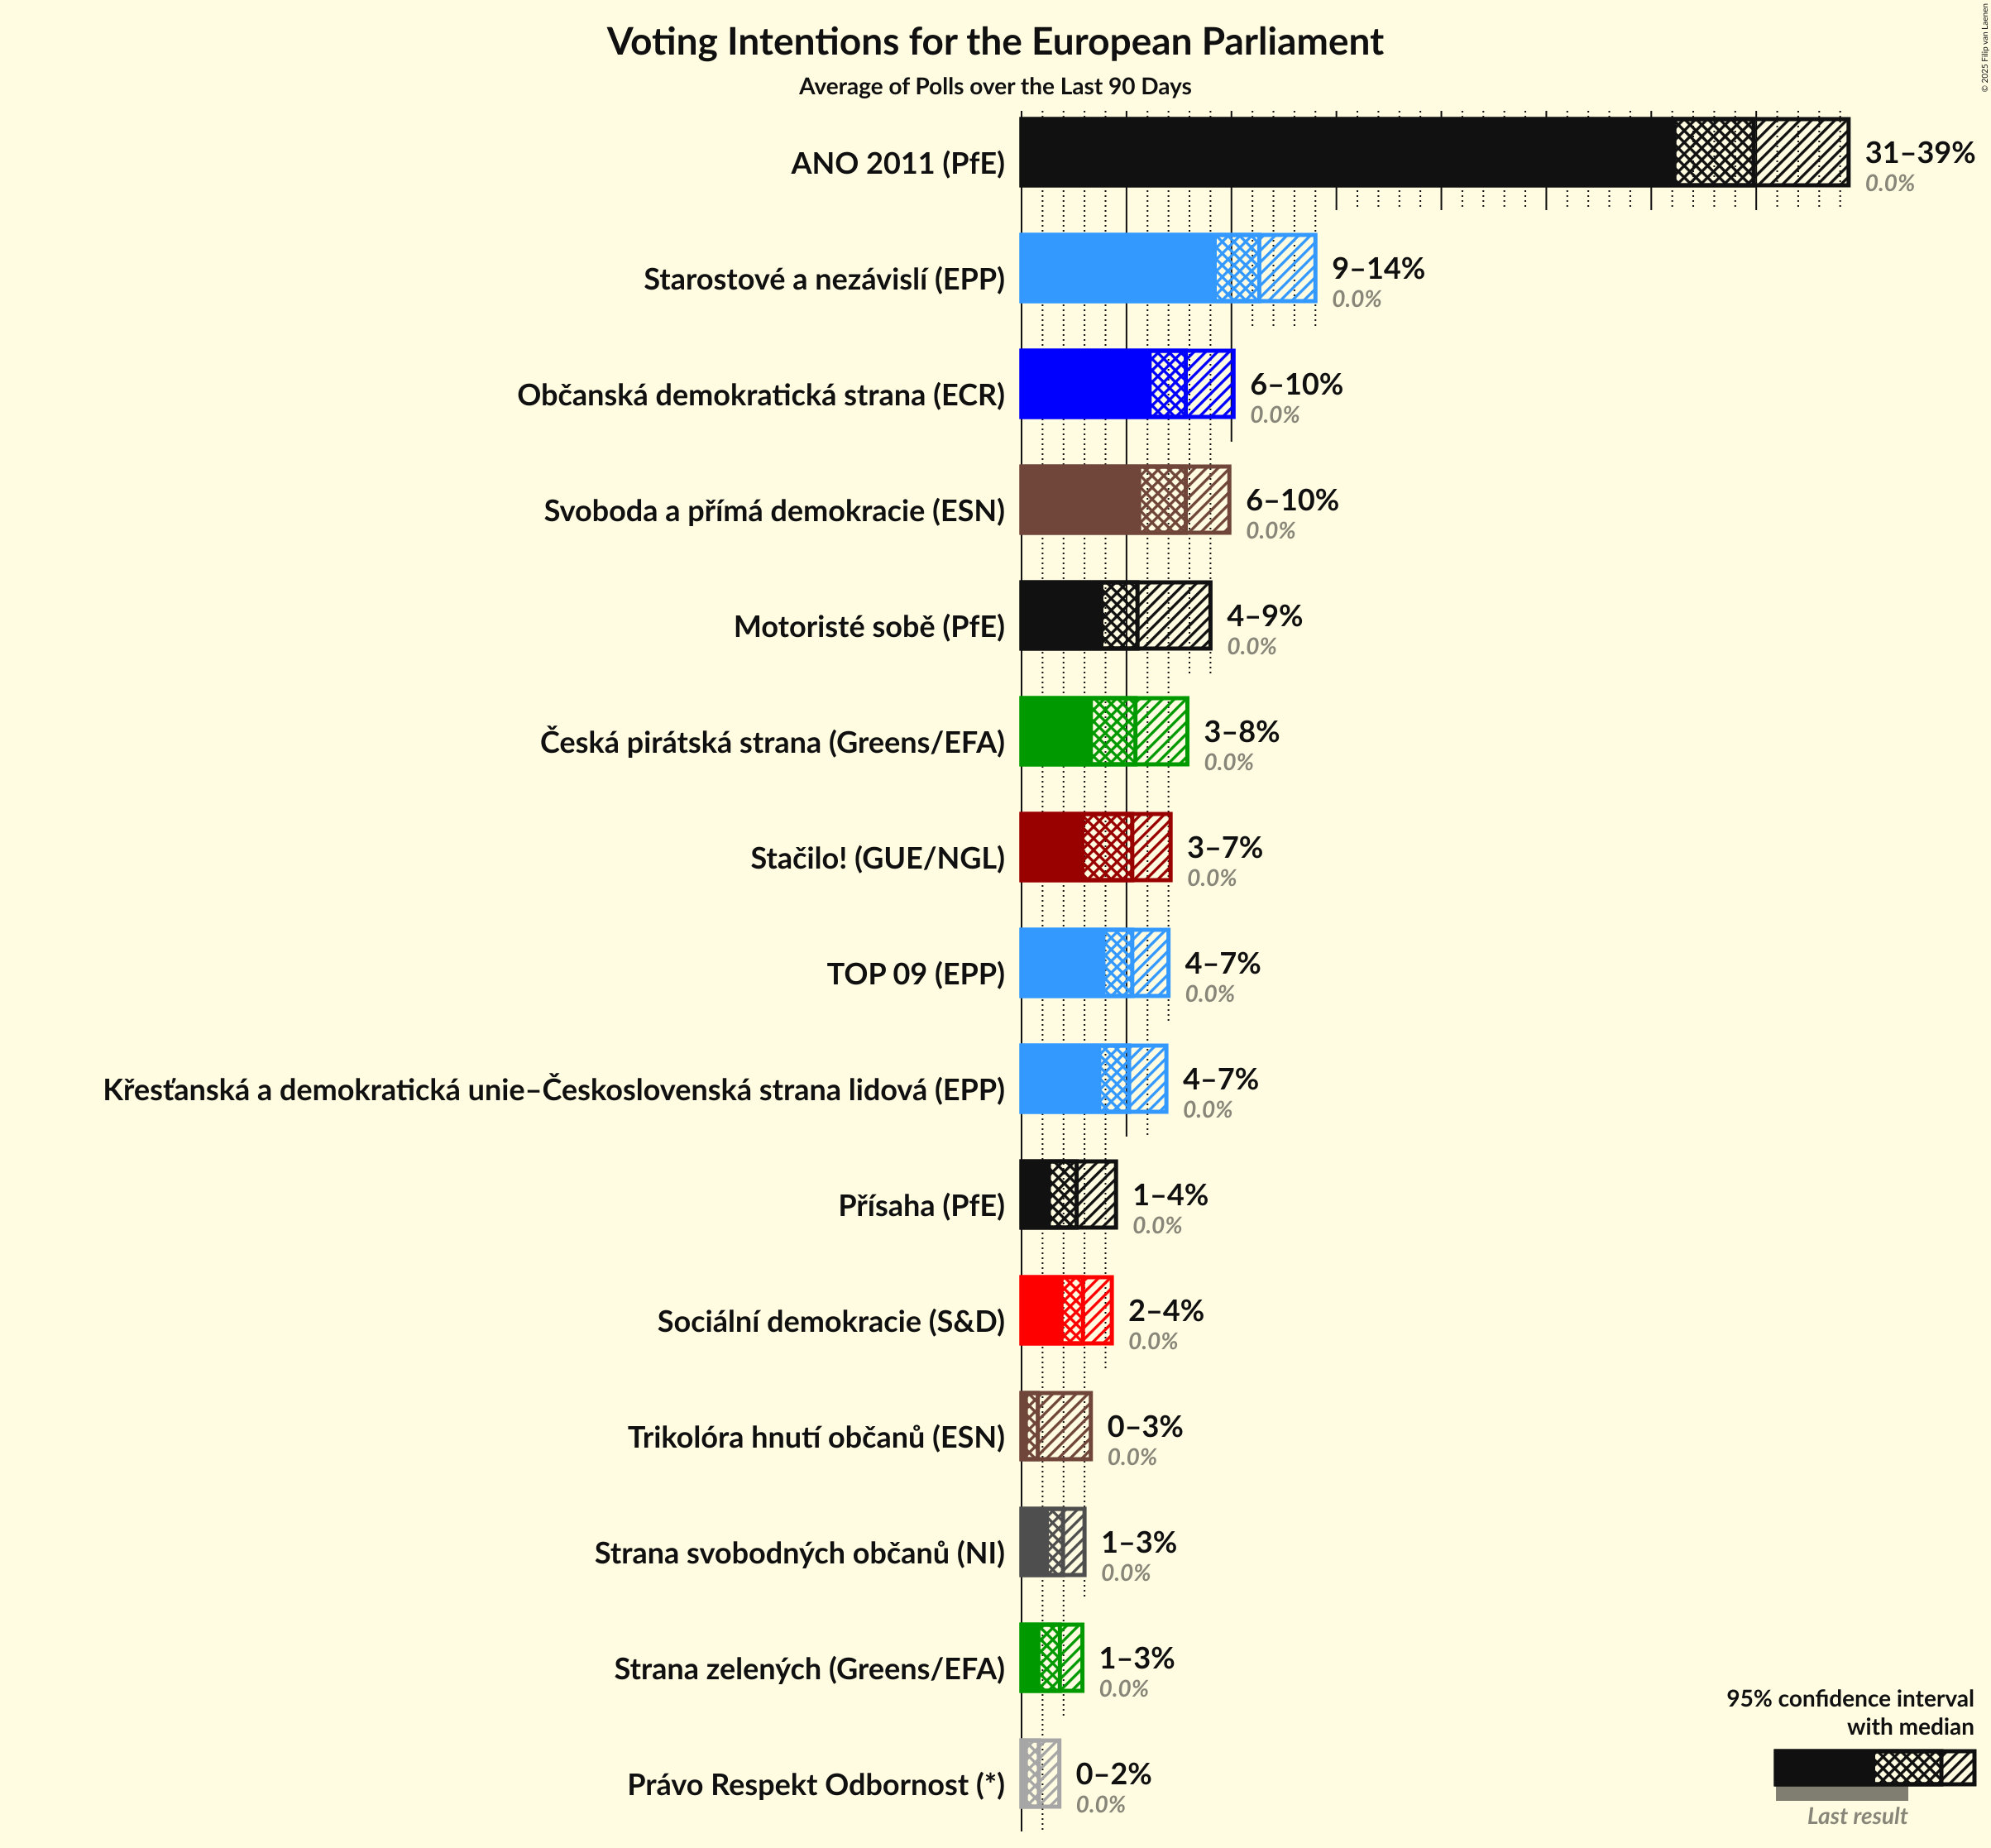 Voting Intentions for the European Parliament
Average of Polls over the Last 90 Days
© 2025 Filip van Laenen
ANO 2011 (PfE)
31–39%
0.0%
Starostové a nezávislí (EPP)
9–14%
0.0%
Občanská demokratická strana (ECR)
6–10%
0.0%
Svoboda a přímá demokracie (ESN)
6–10%
0.0%
Motoristé sobě (PfE)
4–9%
0.0%
Česká pirátská strana (Greens/EFA)
3–8%
0.0%
Stačilo! (GUE/NGL)
3–7%
0.0%
TOP 09 (EPP)
4–7%
0.0%
Křesťanská a demokratická unie–Československá strana lidová (EPP)
4–7%
0.0%
Přísaha (PfE)
1–4%
0.0%
Sociální demokracie (S&D)
2–4%
0.0%
Trikolóra hnutí občanů (ESN)
0–3%
0.0%
Strana svobodných občanů (NI)
1–3%
0.0%
Strana zelených (Greens/EFA)
1–3%
0.0%
Právo Respekt Odbornost (*)
0–2%
0.0%
95% confidence interval
with median
Last result